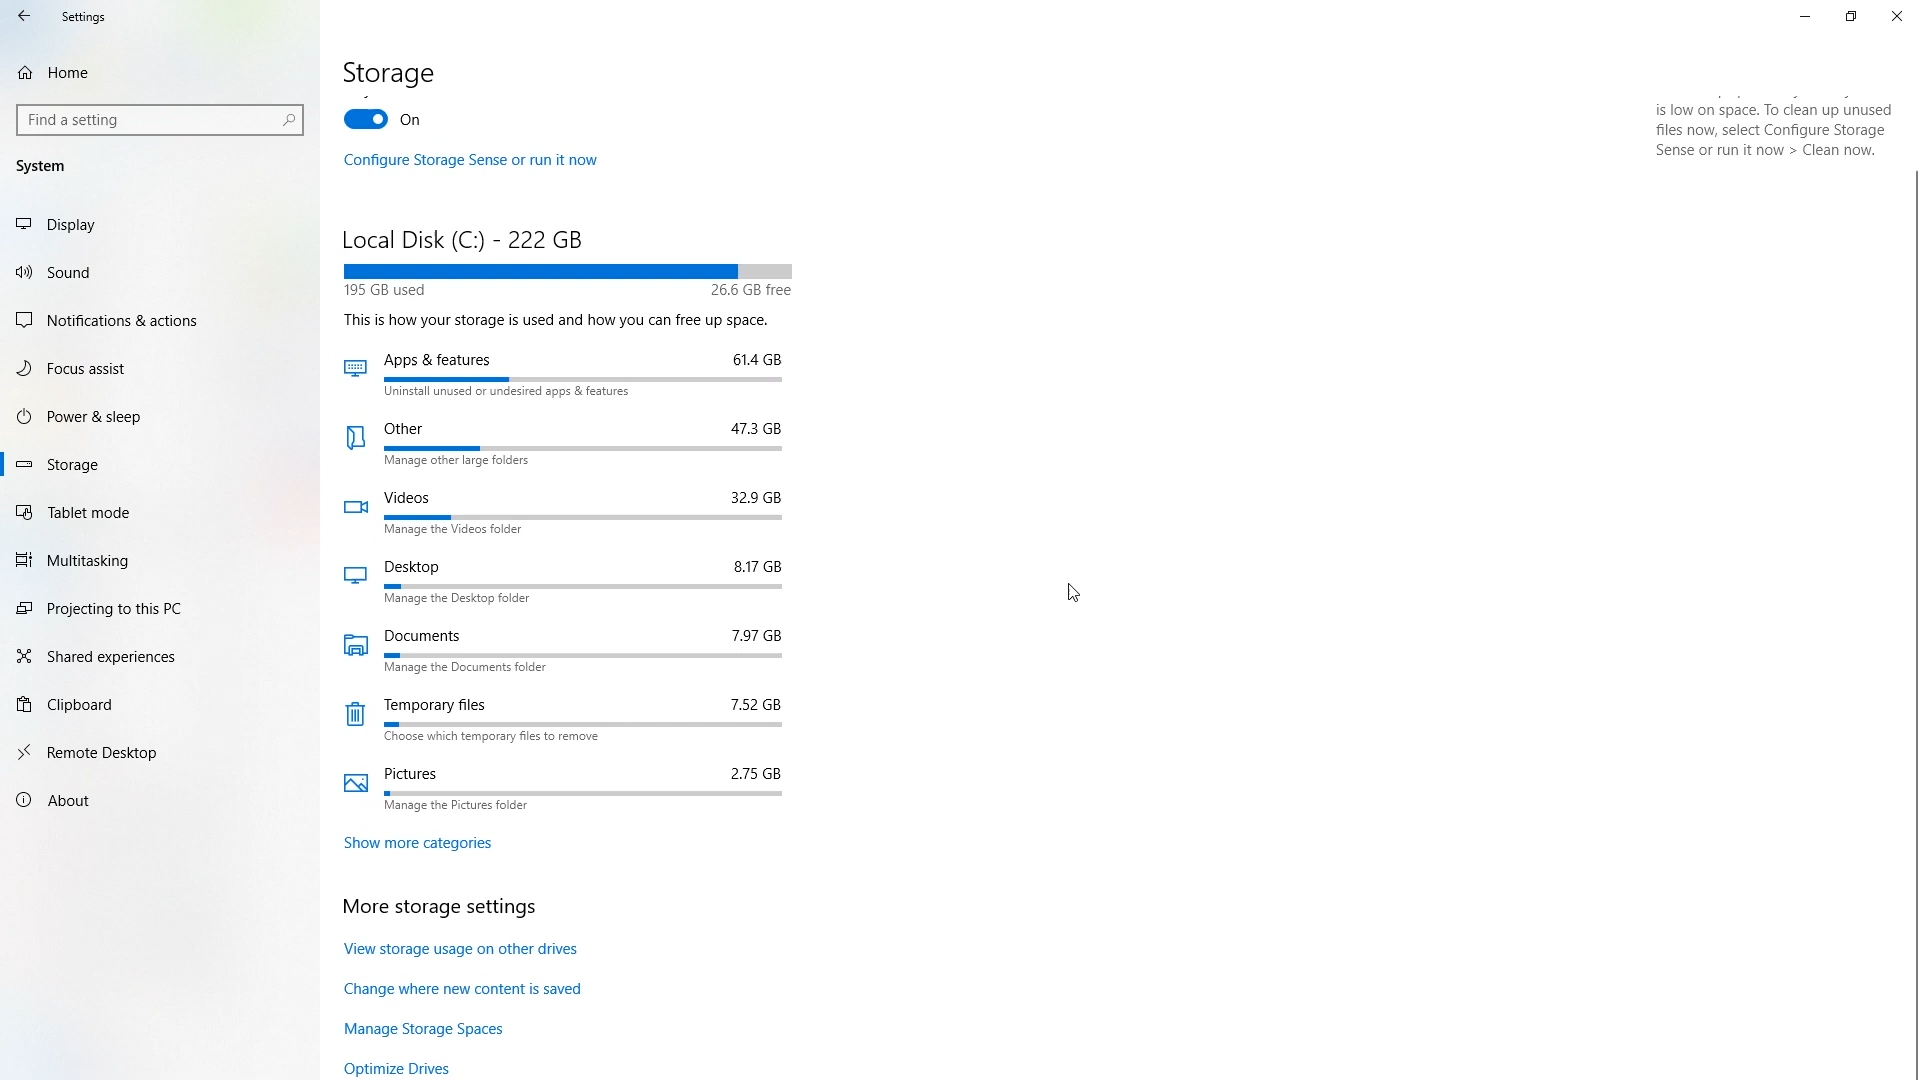 Settings
Home
Find a setting
System
Display
Sound
Notifications & actions
Focus assist
Power & sleep
Storage
Tablet mode
Multitasking
Projecting to this PC
Shared experiences
Clipboard
Remote Desktop
About
Storage
On
Configure Storage Sense or run it now
Local Disk (C:) - 222 GB
195 GB used 26.6 GB free
This is how your storage is used and how you can free up space.
Apps & features 61.4 GB
Uninstall unused or undesired apps & features
Other 47.3 GB
Manage other large folders
Videos 32.9 GB
Manage the Videos folder
Desktop 8.17 GB
Manage the Desktop folder
Documents 7.97 GB
Manage the Documents folder
Temporary files 7.52 GB
Choose which temporary files to remove
Pictures 2.75 GB
Manage the Pictures folder
Show more categories
More storage settings
View storage usage on other drives
Change where new content is saved
Manage Storage Spaces
Optimize Drives
is low on space. To clean up unused
files now, select Configure Storage
Sense or run it now > Clean now.